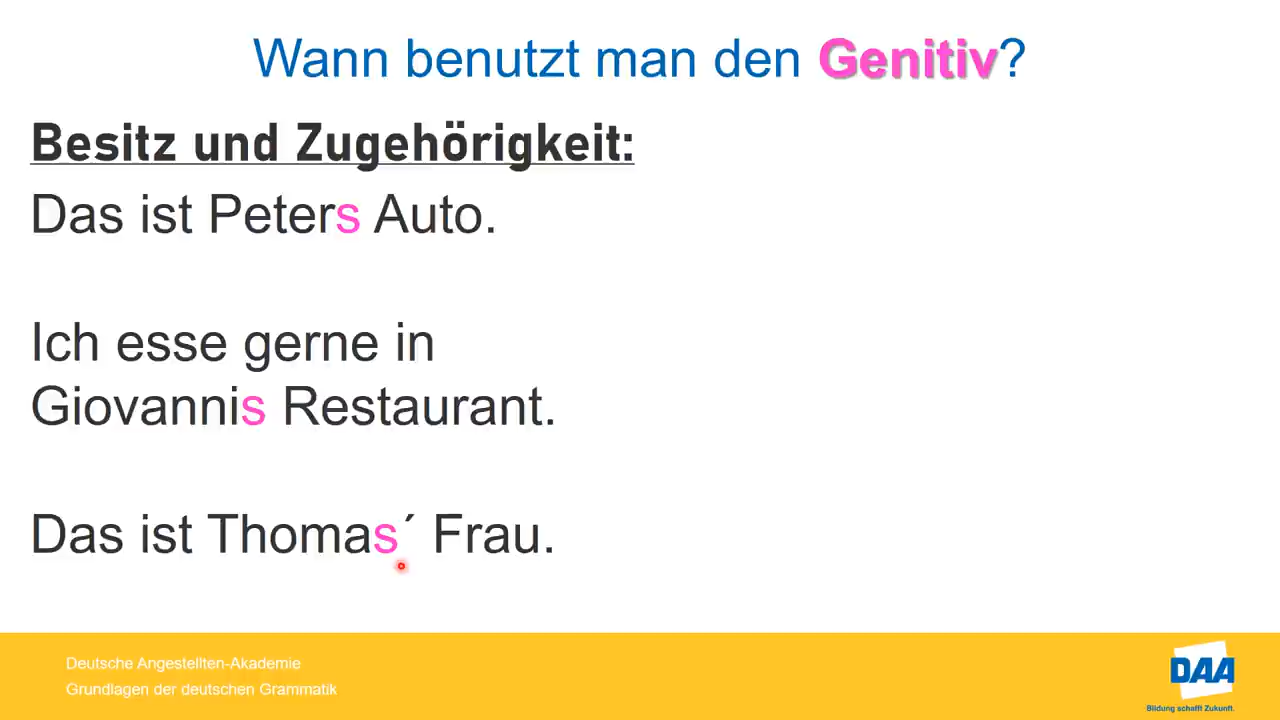 Wann benutzt man den Genitiv?
Besitz und Zugehörigkeit:
Das ist Peters Auto.
Ich esse gerne in
Giovannis Restaurant.
Das ist Thomas´ Frau.
Deutsche Angestellten-Akademie
Grundlagen der deutschen Grammatik
DAA
Bildung schafft Zukunft.